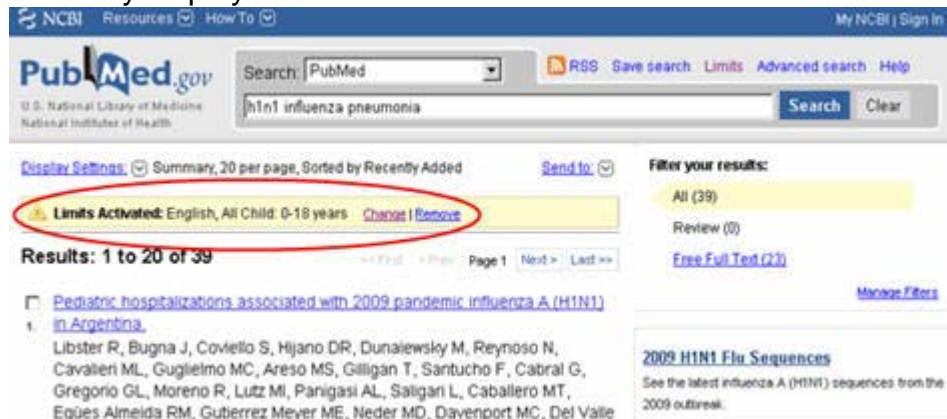 NCBI Resources How To My NCBI | Sign In
PubMed.gov
U.S. National Library of Medicine
National Institutes of Health
Search: PubMed
RSS Save search Limits Advanced search Help
h1n1 influenza pneumonia
Search Clear
Display Settings: Summary, 20 per page, Sorted by Recently Added Send to:
Limits Activated: English, All Child: 0-18 years Change | Remove
Results: 1 to 20 of 39
<< First < Prev Page 1 Next > Last >>
Pediatric hospitalizations associated with 2009 pandemic influenza A (H1N1)
1. in Argentina.
Libster R, Bugna J, Coviello S, Hijano DR, Dunaiewsky M, Reynoso N,
Cavalieri ML, Guglielmo MC, Areso MS, Gilligan T, Santucho F, Cabral G,
Gregorio GL, Moreno R, Lutz MI, Panigasi AL, Saligari L, Caballero MT,
Egües Almeida RM, Gutierrez Meyer ME, Neder MD, Davenport MC, Del Valle
Filter your results:
All (39)
Review (0)
Free Full Text (23)
Manage Filters
2009 H1N1 Flu Sequences
See the latest influenza A (H1N1) sequences from the
2009 outbreak.